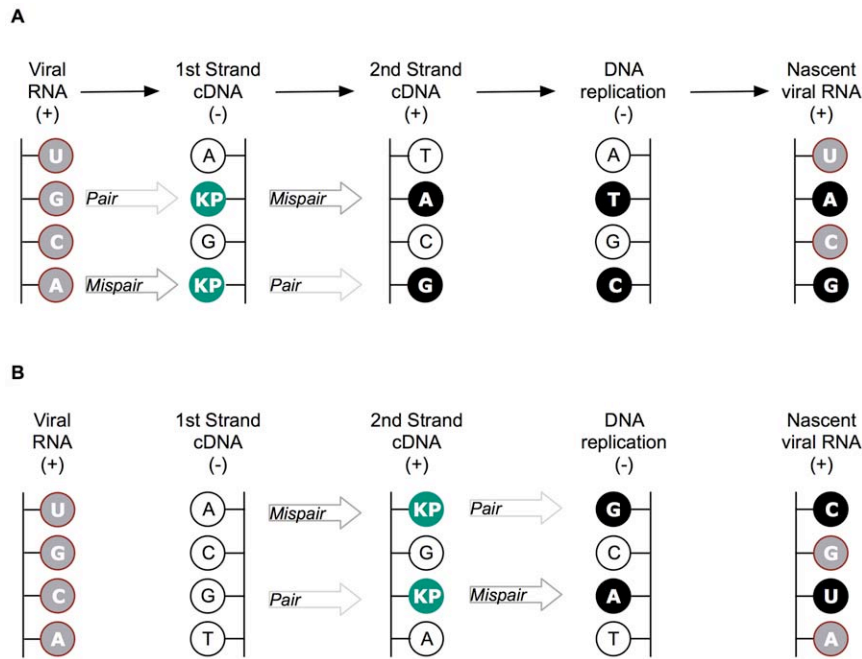 A
Viral 1st Strand 2nd Strand DNA Nascent
RNA cDNA cDNA replication viral RNA
(+) (-) (+) (-) (+)
U A T A U
G Pair KP Mispair A T A
C G C G C
A Mispair KP Pair G C G
B
Viral 1st Strand 2nd Strand DNA Nascent
RNA cDNA cDNA replication viral RNA
(+) (-) (+) (-) (+)
U A Mispair KP Pair G C
G C G C G
C G Pair KP Mispair A U
A T A T A